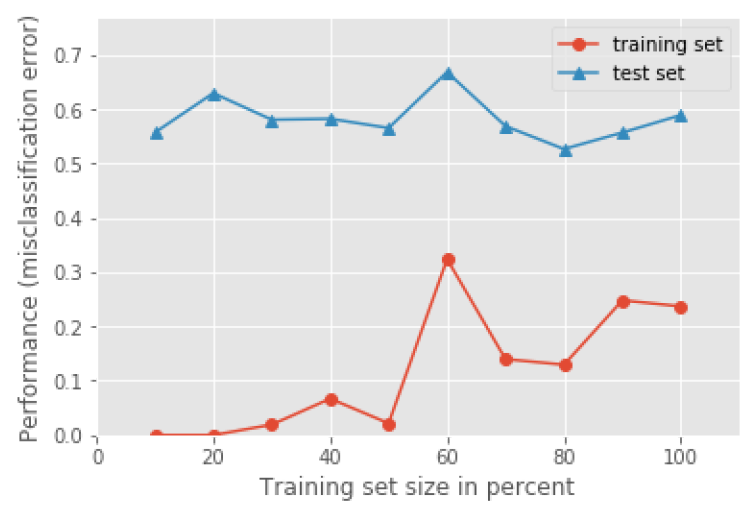 training set
test set
Performance (misclassification error)
0.7
0.6
0.5
0.4
0.3
0.2
0.1
0.0
0 20 40 60 80 100
Training set size in percent